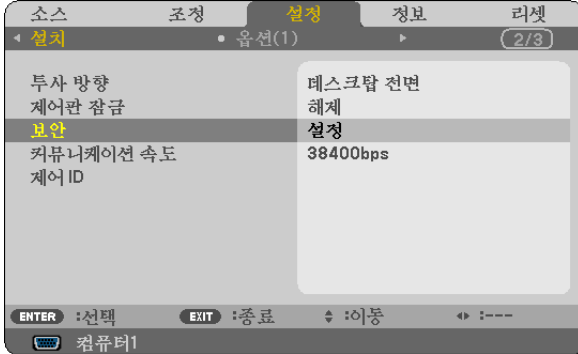 소스 조정 설정 정보 리셋
설치 옵션(1) 2/3
투사 방향 데스크탑 전면
제어판 잠금 해제
보안 설정
커뮤니케이션 속도 38400bps
제어 ID
ENTER :선택 EXIT :종료 :이동 :---
컴퓨터1